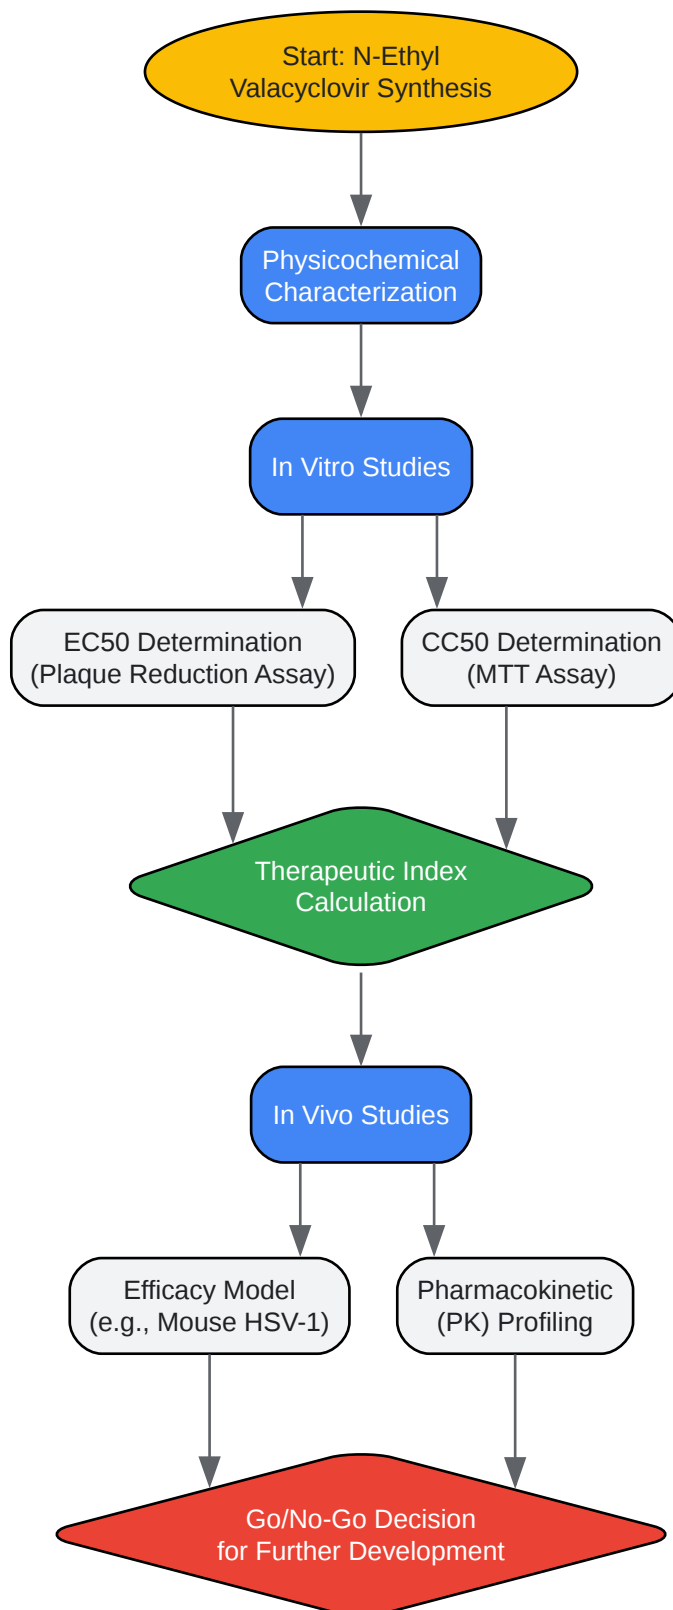 Start: N-Ethyl
Valacyclovir Synthesis
Physicochemical
Characterization
In Vitro Studies
EC50 Determination
(Plaque Reduction Assay)
CC50 Determination
(MTT Assay)
Therapeutic Index
Calculation
In Vivo Studies
Efficacy Model
(e.g., Mouse HSV-1)
Pharmacokinetic
(PK) Profiling
Go/No-Go Decision
for Further Development